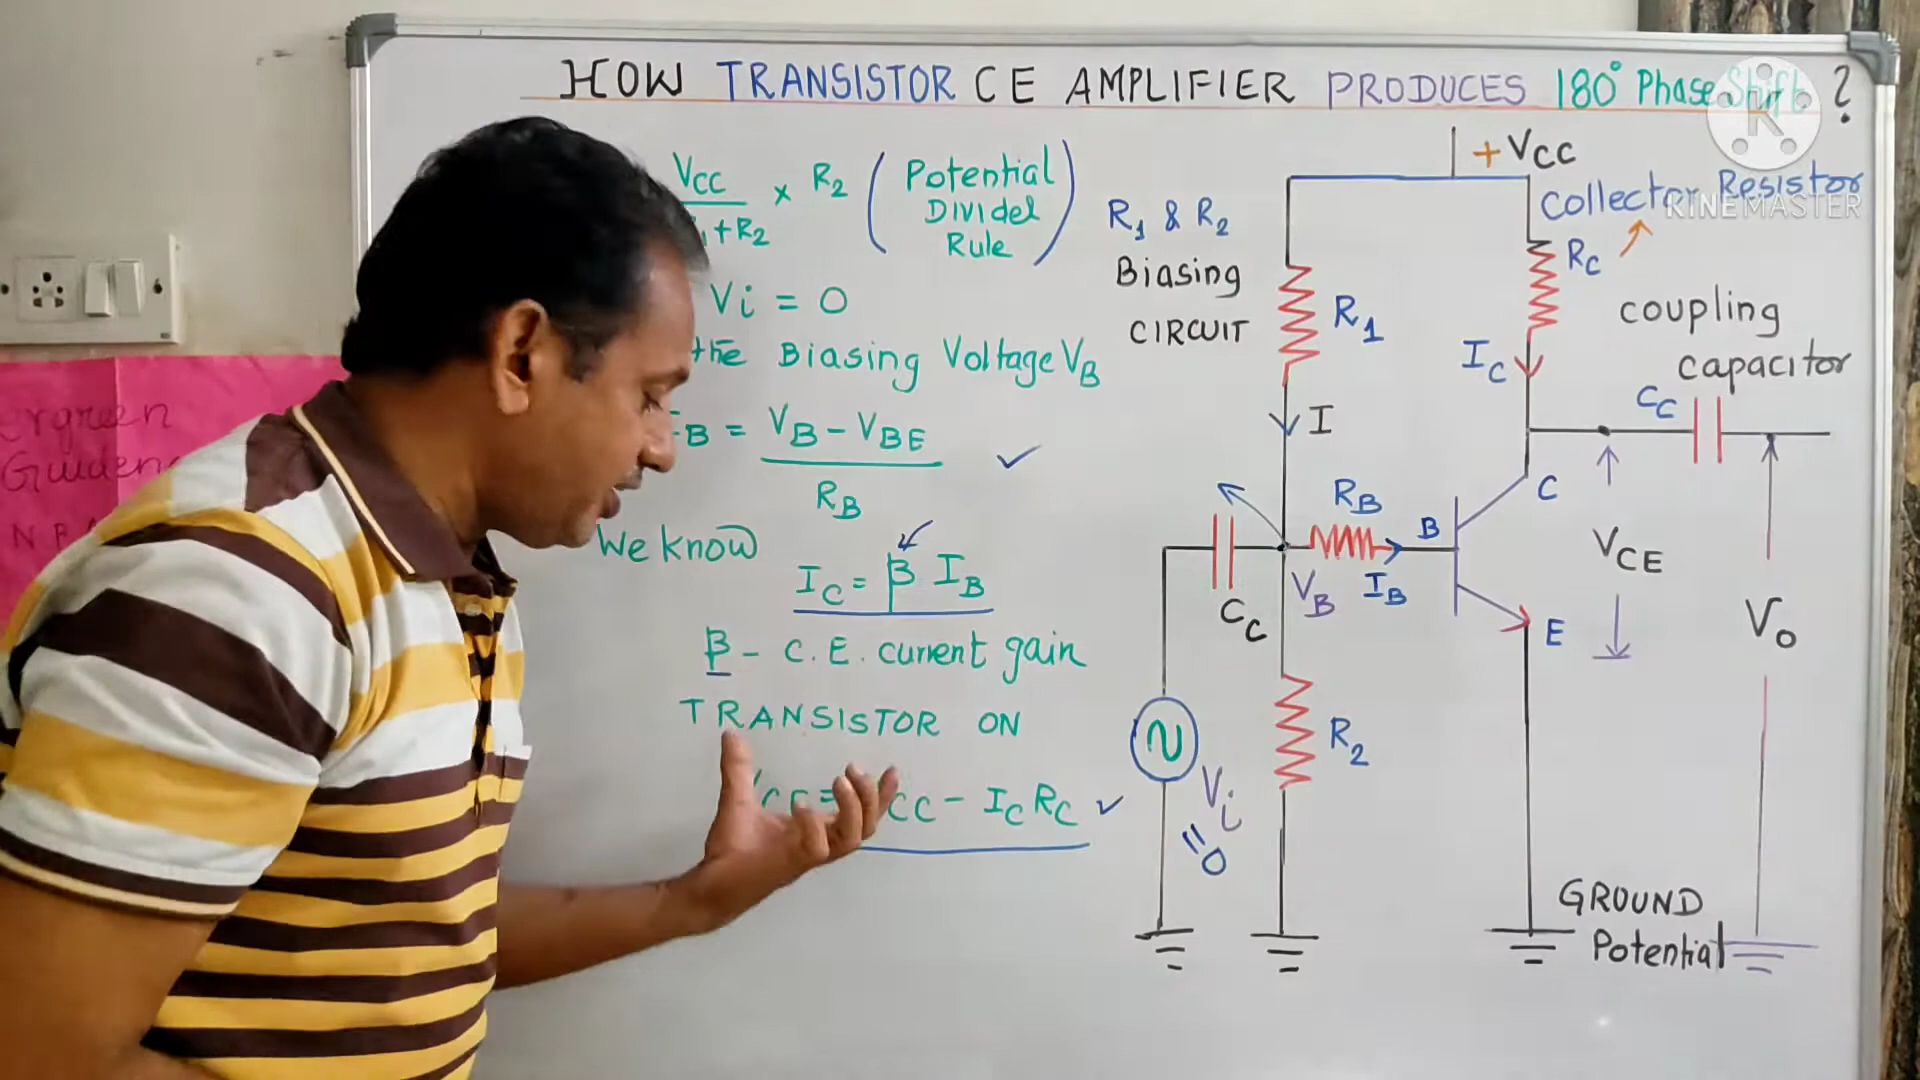 HOW TRANSISTOR CE AMPLIFIER PRODUCES 180° Phase Shift ?
VCC × R2 ( Potential Dividel Rule )
+R2
Vi = 0
the Biasing Voltage VB
B = VB - VBE
RB
We know
IC = β IB
β - C.E. current gain
TRANSISTOR ON
CC - IC RC
R1 & R2
Biasing
CIRCUIT
+VCC
Collector Resistor
KINEMASTER
RC
R1
coupling
capacitor
IC
CC
I
RB
B
C
VCE
CC
VB
IB
E
Vo
R2
Vi
=0
GROUND
Potential
ergreen
Guiden
N